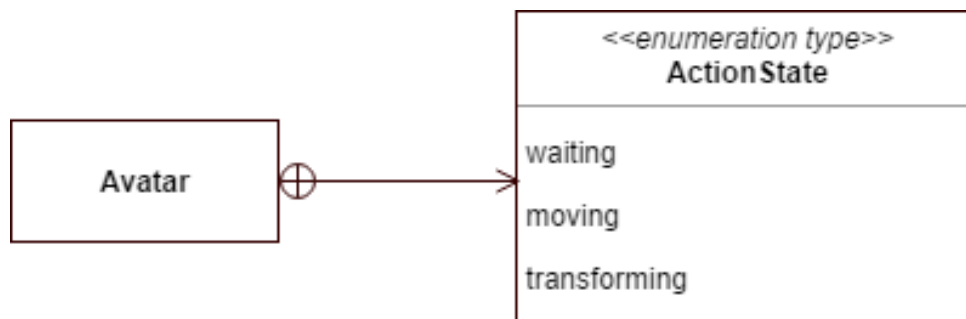 <<enumeration type>>
ActionState
Avatar
waiting
moving
transforming